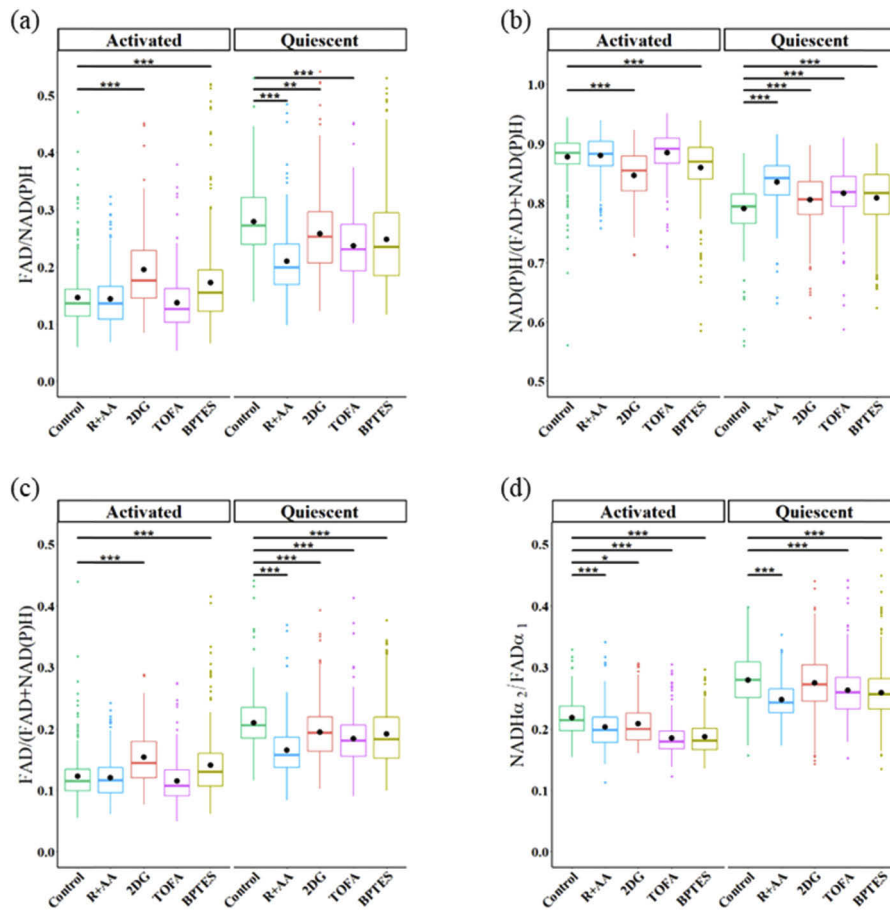 (a)
Activated
Quiescent
***
***
***
**
***
FAD/NAD(P)H
0.5
0.4
0.3
0.2
0.1
0.0
Control
R+AA
2DG
TOFA
BPTES
Control
R+AA
2DG
TOFA
BPTES
(b)
Activated
Quiescent
***
***
***
***
***
***
NAD(P)H/(FAD+NAD(P)H)
1.0
0.9
0.8
0.7
0.6
0.5
Control
R+AA
2DG
TOFA
BPTES
Control
R+AA
2DG
TOFA
BPTES
(c)
Activated
Quiescent
***
***
***
***
***
***
FAD/(FAD+NAD(P)H)
0.5
0.4
0.3
0.2
0.1
0.0
Control
R+AA
2DG
TOFA
BPTES
Control
R+AA
2DG
TOFA
BPTES
(d)
Activated
Quiescent
***
***
*
***
***
***
***
NADHα 2/FADα 1
0.5
0.4
0.3
0.2
0.1
0.0
Control
R+AA
2DG
TOFA
BPTES
Control
R+AA
2DG
TOFA
BPTES